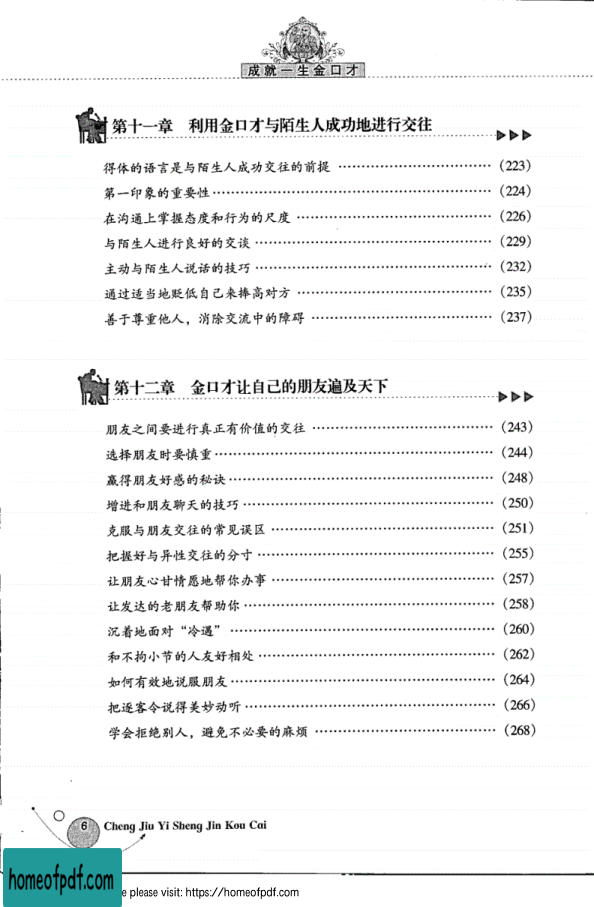 成就一生金口才
第十一章 利用金口才与陌生人成功地进行交往
得体的语言是与陌生人成功交往的前提 ……………………………（223）
第一印象的重要性……………………………………………………（224）
在沟通上掌握态度和行为的尺度 ……………………………………（226）
与陌生人进行良好的交谈 ……………………………………………（229）
主动与陌生人说话的技巧……………………………………………（232）
通过适当地贬低自己来捧高对方 ……………………………………（235）
善于尊重他人，消除交流中的障碍 …………………………………（237）
第十二章 金口才让自己的朋友遍及天下
朋友之间要进行真正有价值的交往 …………………………………（243）
选择朋友时要慎重……………………………………………………（244）
赢得朋友好感的秘诀…………………………………………………（248）
增进和朋友聊天的技巧………………………………………………（250）
克服与朋友交往的常见误区 …………………………………………（251）
把握好与异性交往的分寸 ……………………………………………（255）
让朋友心甘情愿地帮你办事 …………………………………………（257）
让发达的老朋友帮助你………………………………………………（258）
沉着地面对“冷遇” …………………………………………………（260）
和不拘小节的人友好相处 ……………………………………………（262）
如何有效地说服朋友…………………………………………………（264）
把逐客令说得美妙动听………………………………………………（266）
学会拒绝别人，避免不必要的麻烦 …………………………………（268）
6 Cheng Jiu Yi Sheng Jin Kou Cai
homeofpdf.com
e please visit: https://homeofpdf.com